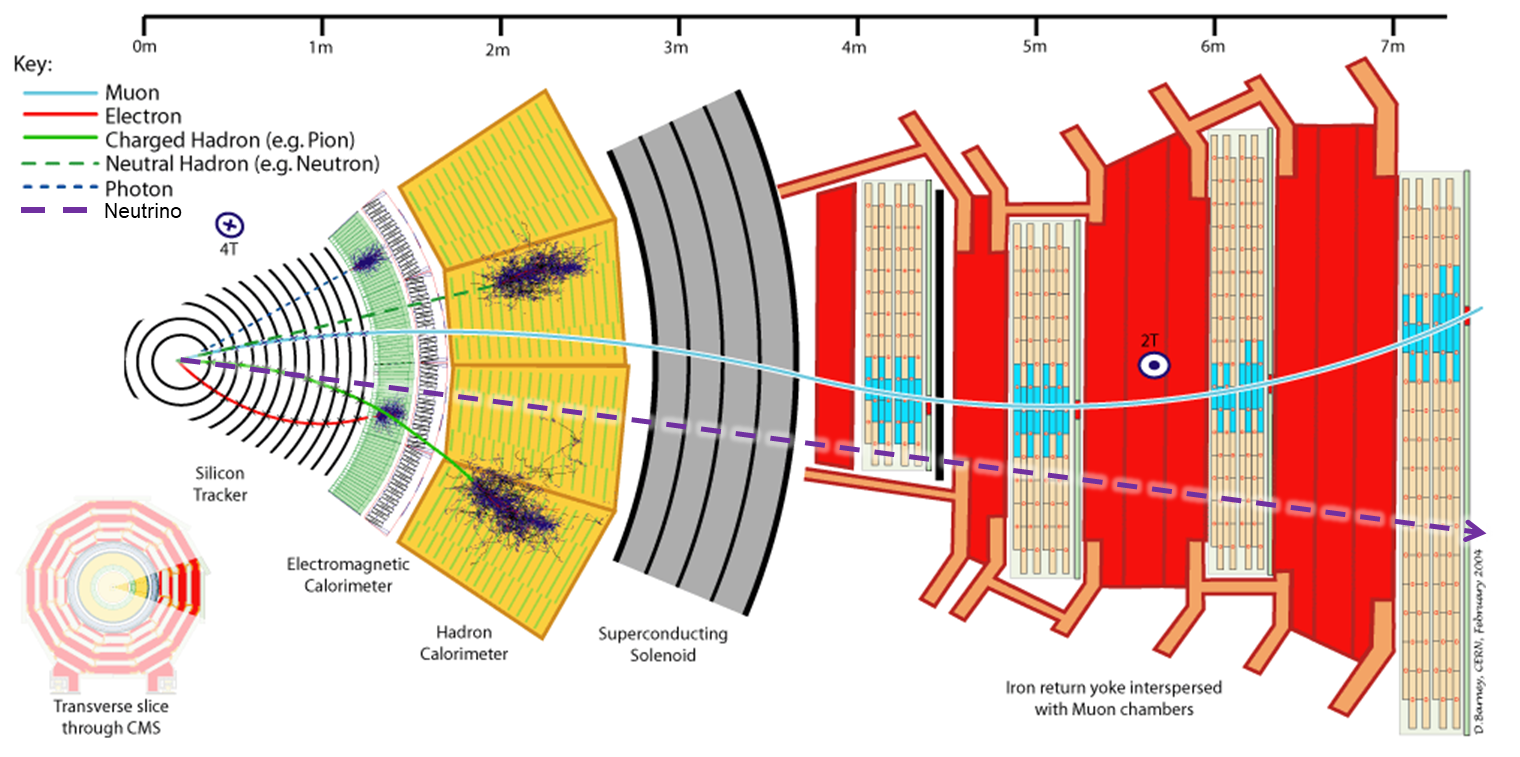 0m 1m 2m 3m 4m 5m 6m 7m
Key:
Muon
Electron
Charged Hadron (e.g. Pion)
Neutral Hadron (e.g. Neutron)
Photon
Neutrino
4T
2T
Silicon
Tracker
Electromagnetic
Calorimeter
Hadron
Calorimeter
Superconducting
Solenoid
Iron return yoke interspersed
with Muon chambers
Transverse slice
through CMS
D.Barney, CERN, February 2004